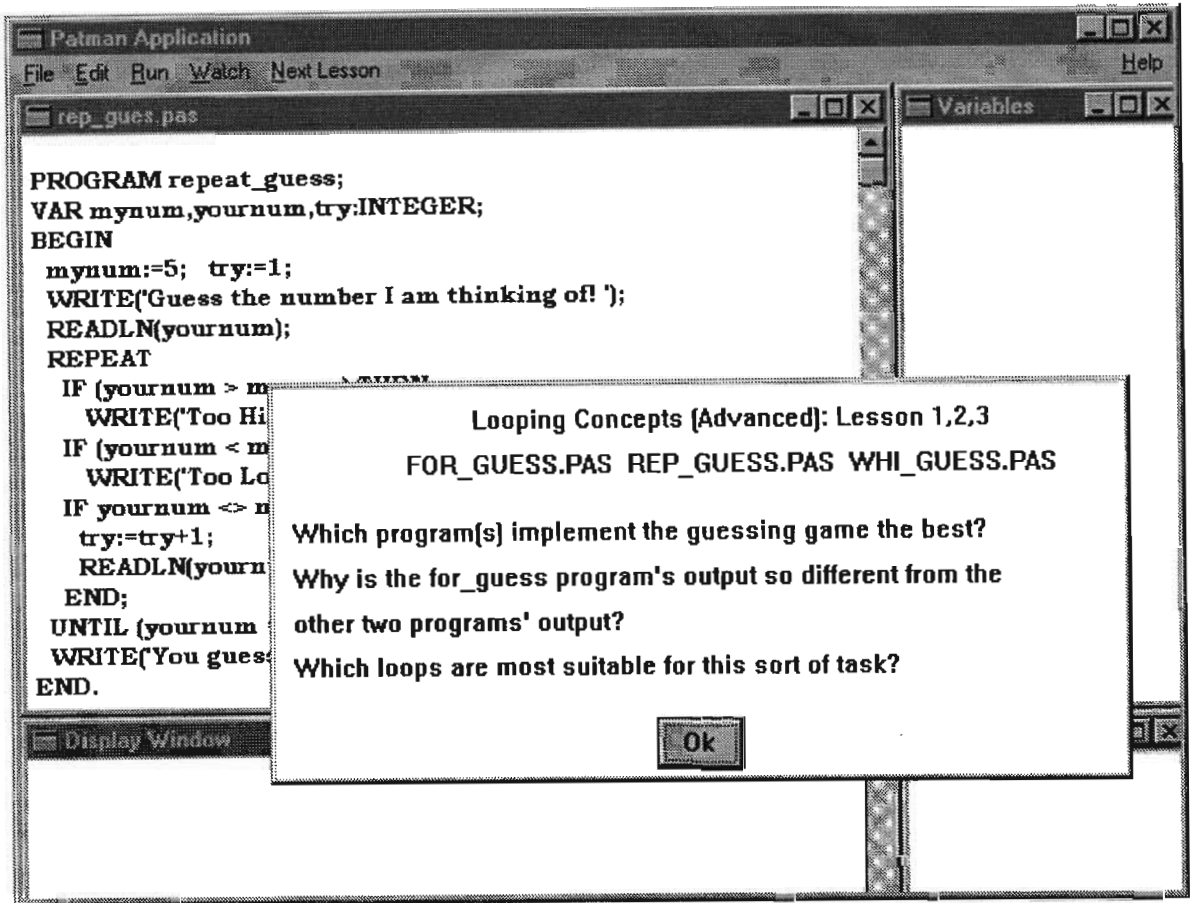 Patman Application
File Edit Run Watch Next Lesson Help
rep_gues.pas
Variables
PROGRAM repeat_guess;
VAR mynum,yournum,try:INTEGER;
BEGIN
mynum:=5; try:=1;
WRITE('Guess the number I am thinking of! ');
READLN(yournum);
REPEAT
IF (yournum > m
WRITE('Too Hi
IF (yournum < m
WRITE('Too Lo
IF yournum <> m
try:=try+1;
READLN(yourn
END;
UNTIL (yournum
WRITE('You gues
END.
Looping Concepts (Advanced): Lesson 1,2,3
FOR_GUESS.PAS REP_GUESS.PAS WHI_GUESS.PAS
Which program(s) implement the guessing game the best?
Why is the for_guess program's output so different from the
other two programs' output?
Which loops are most suitable for this sort of task?
Ok
Display Window